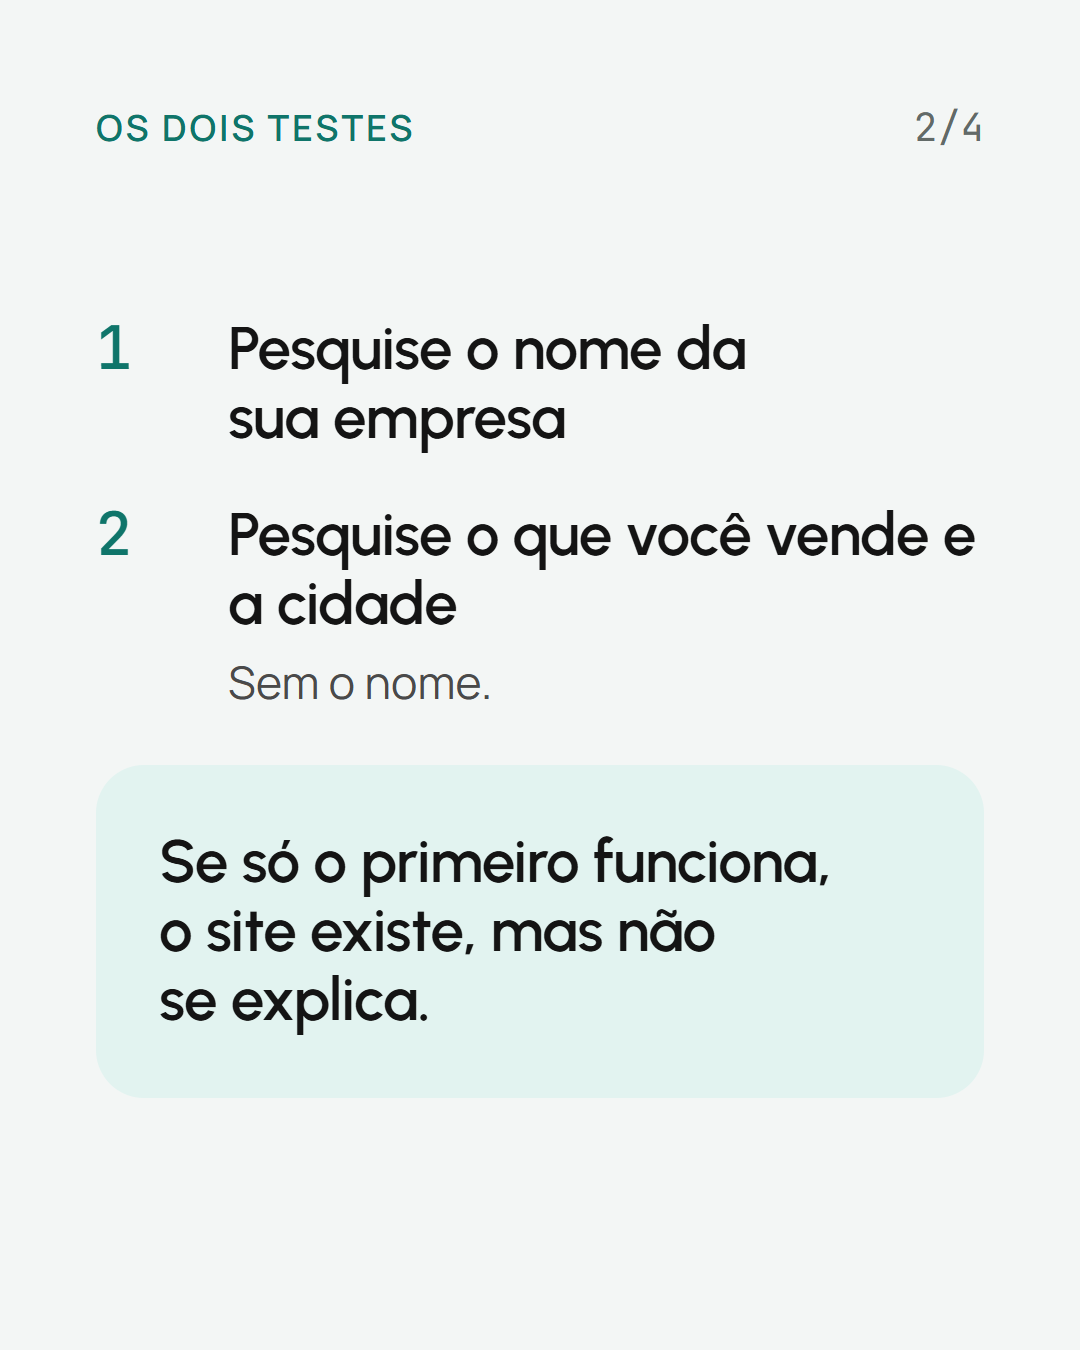 OS DOIS TESTES
2/4
1
Pesquise o nome da
sua empresa
2
Pesquise o que você vende e
a cidade
Sem o nome.
Se só o primeiro funciona,
o site existe, mas não
se explica.